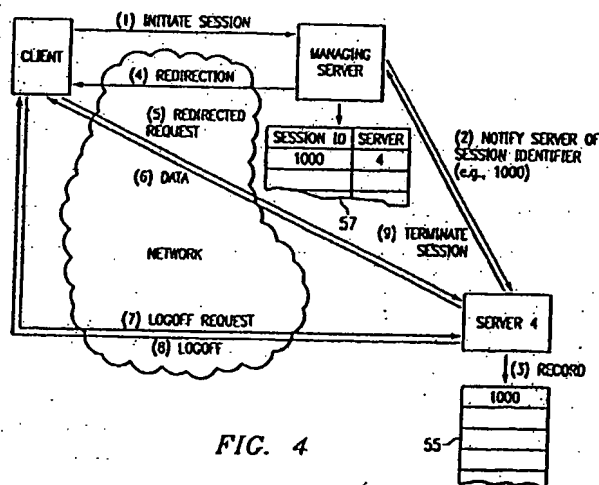 (1) INITIATE SESSION
CLIENT
MANAGING
SERVER
(4) REDIRECTION
(5) REDIRECTED
REQUEST
(6) DATA
SESSION ID SERVER
1000 4
57
(2) NOTIFY SERVER OF
SESSION IDENTIFIER
(e.g., 1000)
(9) TERMINATE
SESSION
NETWORK
(7) LOGOFF REQUEST
(8) LOGOFF
SERVER 4
(3) RECORD
1000
55
FIG. 4